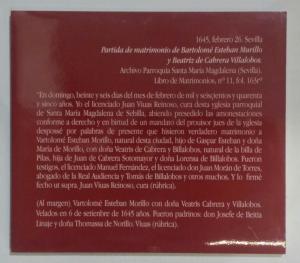 1645, febrero 26. Sevilla
Partida de matrimonio de Bartolomé Esteban Murillo
y Beatriz de Cabrera Villalobos.
Archivo Parroquia Santa María Magdalena (Sevilla).
Libro de Matrimonios, nº 11, fol. 163rº
"En domingo, beinte y seis días del mes de febrero de mil y seisçientos y quarenta
y sinco años. Yo el licenciado Juan Viuas Reinoso, cura desta yglesia parroquial
de Santa María Magdalena de Sebilla, abiendo presedido las amonestaciones
conforme a derecho y en birtud de un mandato del prouisor jues de la yglesia
desposé por palabras de presente que hisieron verdadero matrimonio a
Vartolomé Esteban Morillo, natural desta ciudad, hijo de Gaspar Esteban y doña
María de Morillo, con doña Veatris de Cabrera y Billalobos, natural de la billa de
Pilas, hija de Juan de Cabrera Sotomayor y doña Lorensa de Billalobos. Fueron
testigos, el licenciado Manuel Fernández, el licenciado don Juan Morán de Torres,
abogado de la Real Audiencia y Tomás de Billalobos y otros muchos. Y lo firmé
fecho ut supra. Juan Viuas Reinoso, cura (rúbrica).
(Al margen) Vartolomé Esteban Morillo con doña Veatris Cabrera y Villalobos.
Velados en 6 de setiembre de 1645 años. Fueron padrinos: don Josefe de Beitia
Linaje y doña Thomassa de Norillo. Viuas (rúbrica).